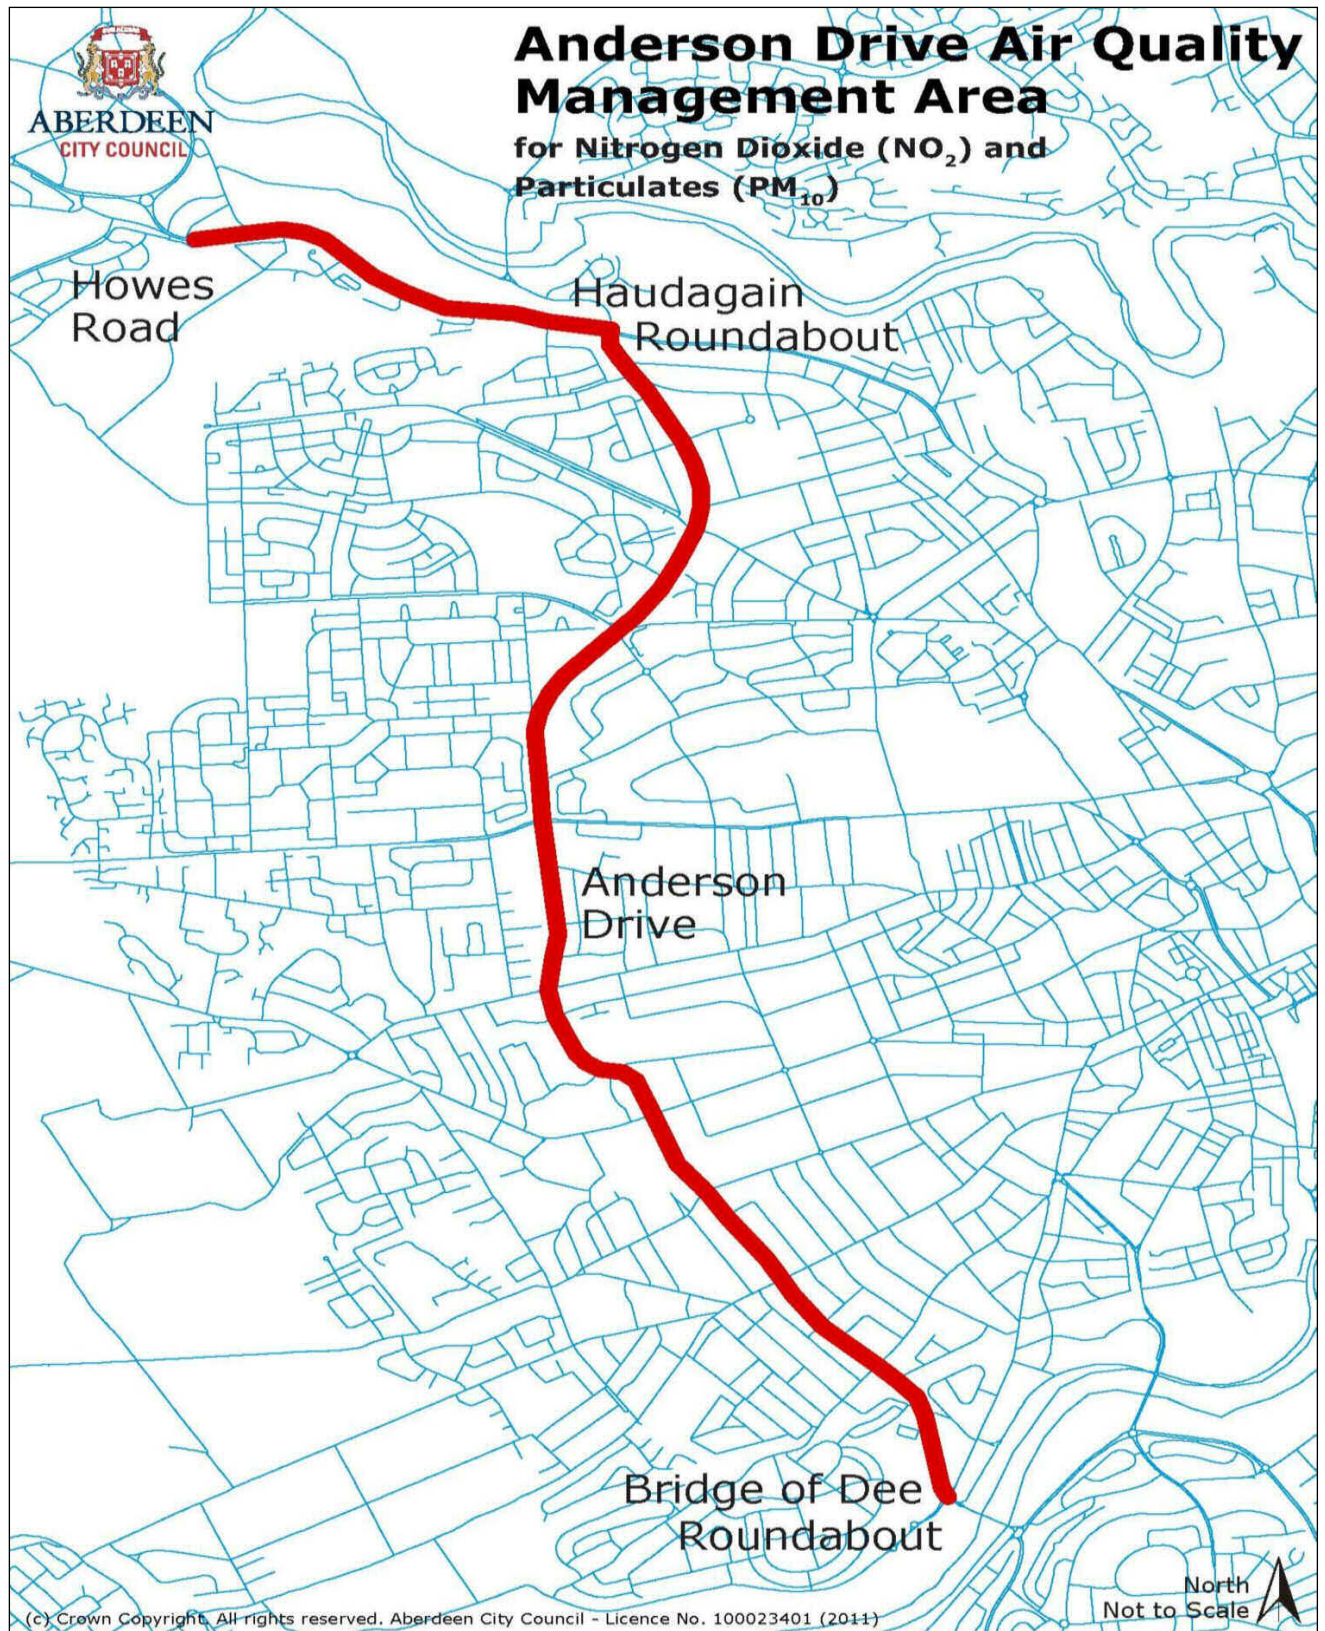 ABERDEEN
CITY COUNCIL
Anderson Drive Air Quality
Management Area
for Nitrogen Dioxide (NO₂) and
Particulates (PM₁₀)
Howes
Road
Haudagain
Roundabout
Anderson
Drive
Bridge of Dee
Roundabout
North
Not to Scale
(c) Crown Copyright. All rights reserved. Aberdeen City Council - Licence No. 100023401 (2011)